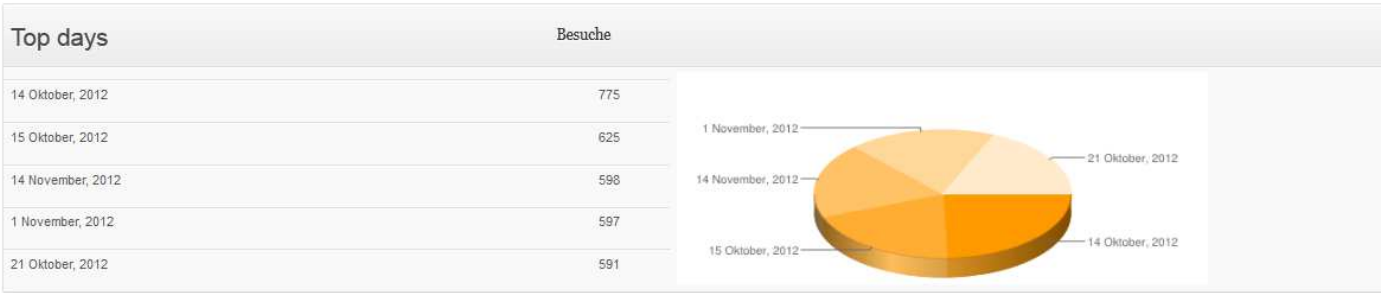 Top days Besuche
14 Oktober, 2012 775
15 Oktober, 2012 625
14 November, 2012 598
1 November, 2012 597
21 Oktober, 2012 591
1 November, 2012
21 Oktober, 2012
14 November, 2012
15 Oktober, 2012
14 Oktober, 2012